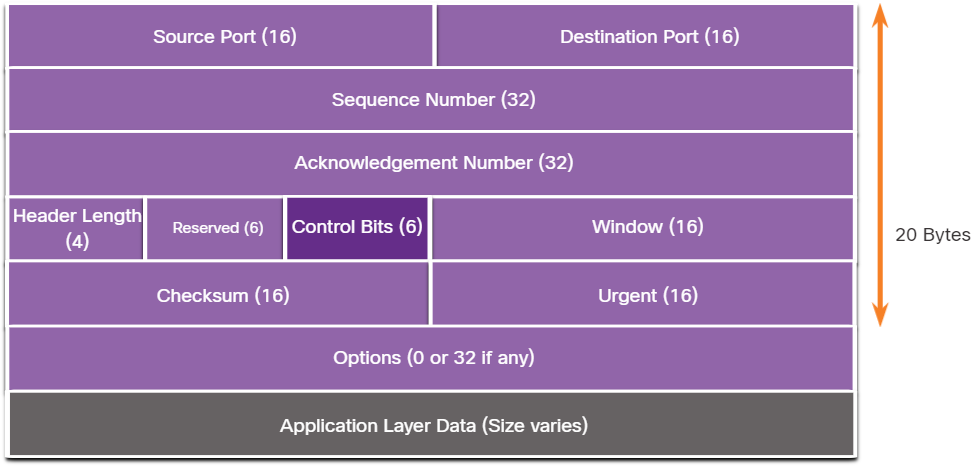 Source Port (16)
Destination Port (16)
Sequence Number (32)
Acknowledgement Number (32)
Header Length
(4)
Reserved (6)
Control Bits (6)
Window (16)
20 Bytes
Checksum (16)
Urgent (16)
Options (0 or 32 if any)
Application Layer Data (Size varies)